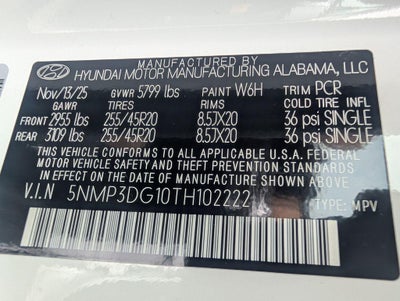 MANUFACTURED BY
HYUNDAI MOTOR MANUFACTURING ALABAMA, LLC
Nov/13/25 GVWR 5799 lbs PAINT W6H TRIM PCR
GAWR TIRES RIMS COLD TIRE INFL
FRONT 2955 lbs 255/45R20 8.5JX20 36 psi SINGLE
REAR 3109 lbs 255/45R20 8.5JX20 36 psi SINGLE
THIS VEHICLE CONFORMS TO ALL APPLICABLE U.S.A. FEDERAL
MOTOR VEHICLE SAFETY AND THEFT PREVENTION STANDARDS
IN EFFECT ON THE DATE OF MANUFACTURE SHOWN ABOVE.
V.I.N 5NMP3DG10TH102222 TYPE: MPV